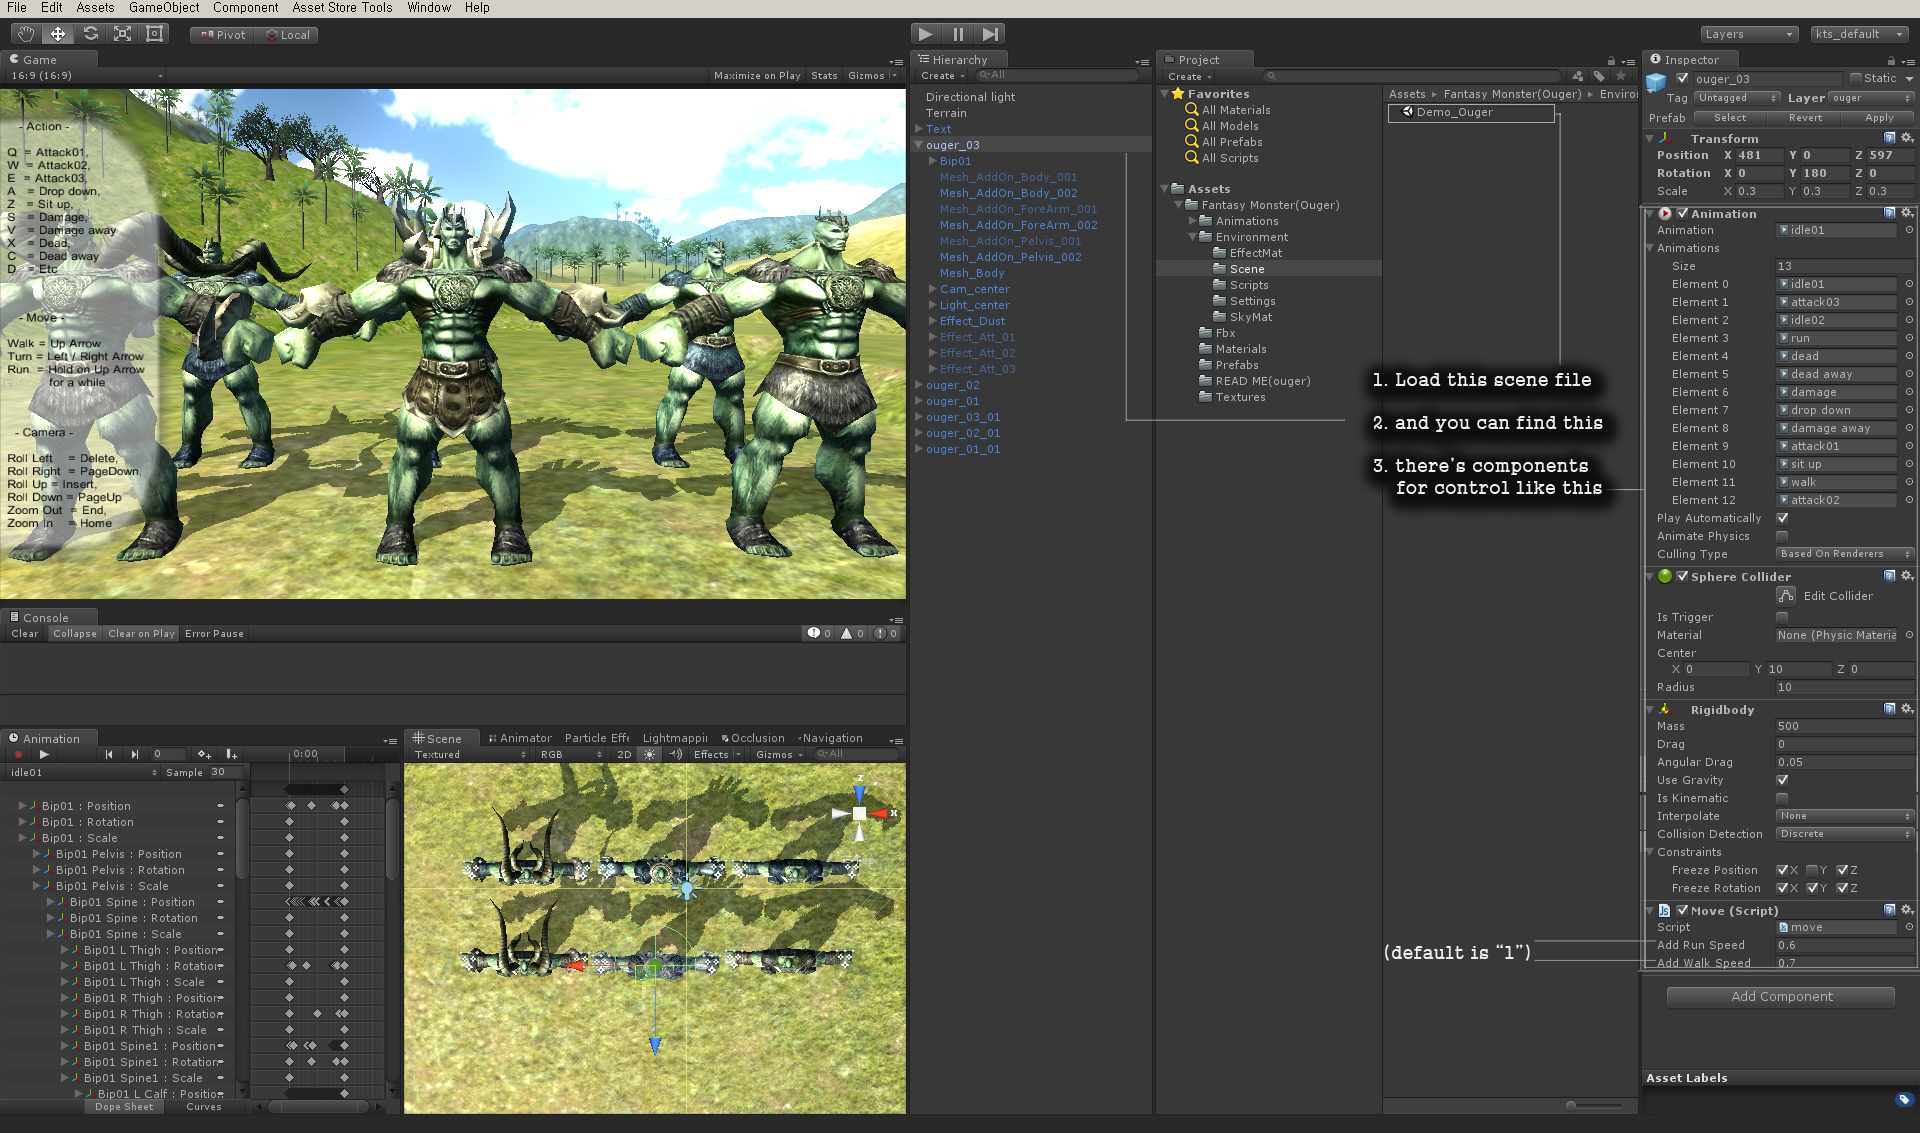 File Edit Assets GameObject Component Asset Store Tools Window Help
Pivot Local
Layers kts_default
Game
16:9 (16:9) Maximize on Play Stats Gizmos
- Action -
Q = Attack01,
W = Attack02,
E = Attack03,
A = Drop down,
Z = Sit up,
S = Damage,
V = Damage away
X = Dead,
C = Dead away
D = Etc
- Move -
Walk = Up Arrow
Turn = Left / Right Arrow
Run = Hold on Up Arrow
for a while
- Camera -
Roll Left = Delete,
Roll Right = PageDown,
Roll Up = Insert,
Roll Down = PageUp
Zoom Out = End,
Zoom In = Home
Console
Clear Collapse Clear on Play Error Pause 0 0 0
Animation
0 0:00
idle01 Sample 30
Bip01 : Position
Bip01 : Rotation
Bip01 : Scale
Bip01 Pelvis : Position
Bip01 Pelvis : Rotation
Bip01 Pelvis : Scale
Bip01 Spine : Position
Bip01 Spine : Rotation
Bip01 Spine : Scale
Bip01 L Thigh : Position
Bip01 L Thigh : Rotation
Bip01 L Thigh : Scale
Bip01 R Thigh : Position
Bip01 R Thigh : Rotation
Bip01 R Thigh : Scale
Bip01 Spine1 : Position
Bip01 Spine1 : Rotation
Bip01 Spine1 : Scale
Bip01 L Calf : Position
Dope Sheet Curves
Scene Animator Particle Effe Lightmappi Occlusion Navigation
Textured RGB 2D Effects Gizmos All
z
x
Hierarchy
Create All
Directional light
Terrain
Text
ouger_03
Bip01
Mesh_AddOn_Body_001
Mesh_AddOn_Body_002
Mesh_AddOn_ForeArm_001
Mesh_AddOn_ForeArm_002
Mesh_AddOn_Pelvis_001
Mesh_AddOn_Pelvis_002
Mesh_Body
Cam_center
Light_center
Effect_Dust
Effect_Att_01
Effect_Att_02
Effect_Att_03
ouger_02
ouger_01
ouger_03_01
ouger_02_01
ouger_01_01
Project
Create
Favorites
All Materials
All Models
All Prefabs
All Scripts
Assets
Fantasy Monster(Ouger)
Animations
Environment
EffectMat
Scene
Scripts
Settings
SkyMat
Fbx
Materials
Prefabs
READ ME(ouger)
Textures
Assets Fantasy Monster(Ouger) Enviror
Demo_Ouger
1. Load this scene file
2. and you can find this
3. there's components
for control like this
(default is "1")
Inspector
ouger_03 Static
Tag Untagged Layer ouger
Prefab Select Revert Apply
Transform
Position X 481 Y 0 Z 597
Rotation X 0 Y 180 Z 0
Scale X 0.3 Y 0.3 Z 0.3
Animation
Animation idle01
Animations
Size 13
Element 0 idle01
Element 1 attack03
Element 2 idle02
Element 3 run
Element 4 dead
Element 5 dead away
Element 6 damage
Element 7 drop down
Element 8 damage away
Element 9 attack01
Element 10 sit up
Element 11 walk
Element 12 attack02
Play Automatically
Animate Physics
Culling Type Based On Renderers
Sphere Collider
Edit Collider
Is Trigger
Material None (Physic Materia
Center
X 0 Y 10 Z 0
Radius 10
Rigidbody
Mass 500
Drag 0
Angular Drag 0.05
Use Gravity
Is Kinematic
Interpolate None
Collision Detection Discrete
Constraints
Freeze Position X Y Z
Freeze Rotation X Y Z
Move (Script)
Script move
Add Run Speed 0.6
Add Walk Speed 0.7
Add Component
Asset Labels